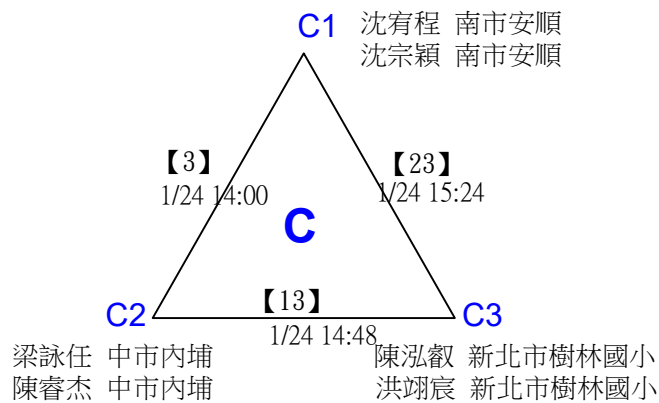 C1 沈宥程 南市安順
沈宗穎 南市安順
【3】
1/24 14:00
【23】
1/24 15:24
C
【13】
1/24 14:48
C2
C3
梁詠任 中市內埔
陳睿杰 中市內埔
陳泓叡 新北市樹林國小
洪翊宸 新北市樹林國小